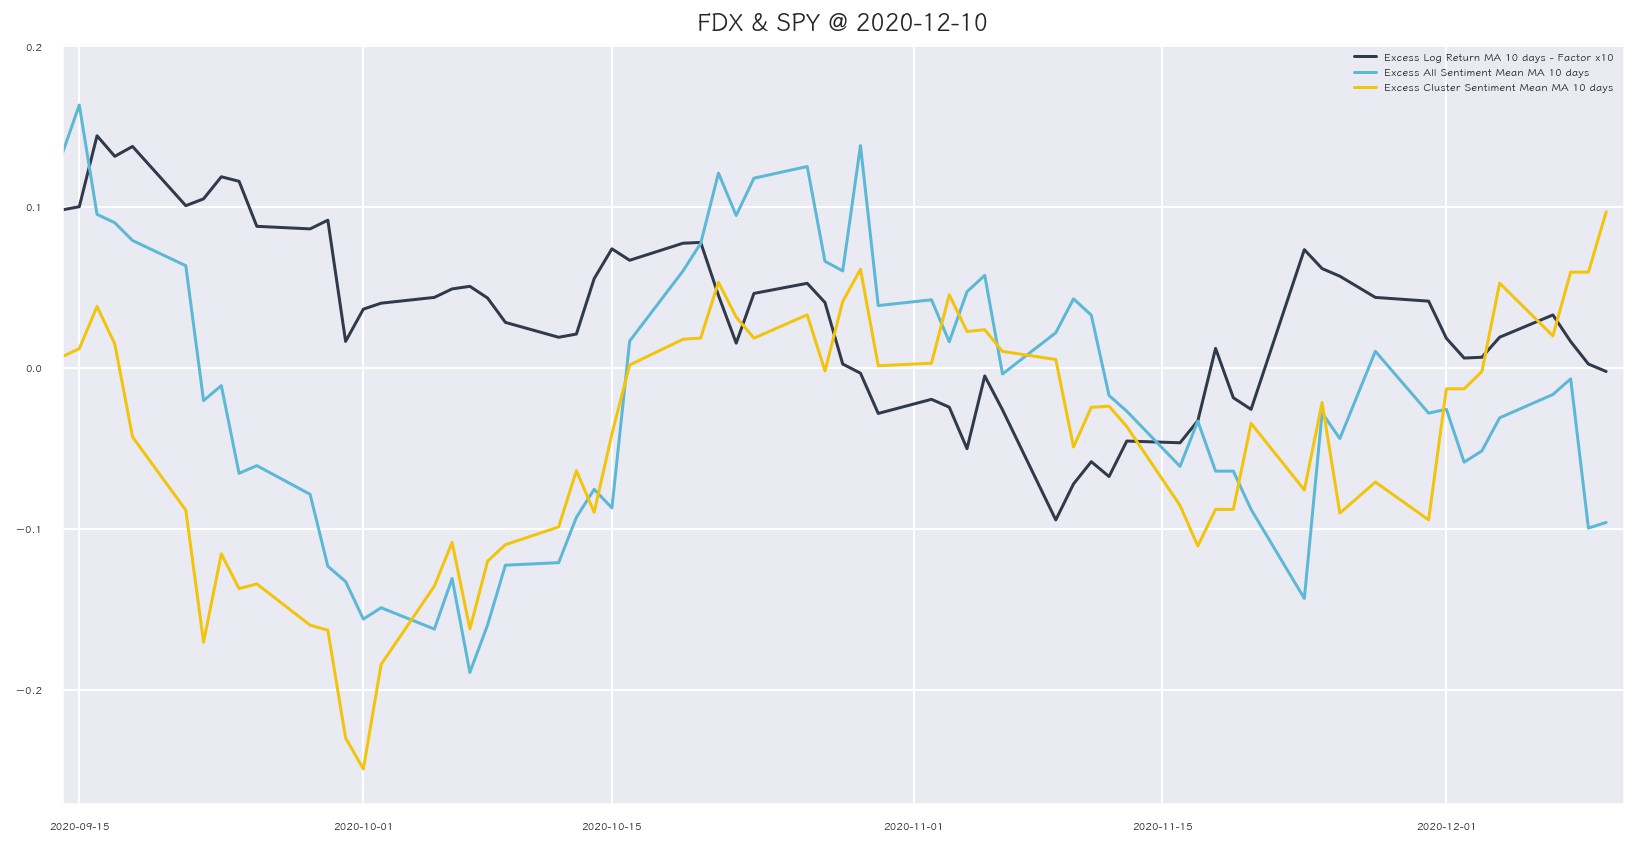 FDX & SPY @ 2020-12-10
Excess Log Return MA 10 days - Factor x10
Excess All Sentiment Mean MA 10 days
Excess Cluster Sentiment Mean MA 10 days
0.2
0.1
0.0
−0.1
−0.2
2020-09-15
2020-10-01
2020-10-15
2020-11-01
2020-11-15
2020-12-01